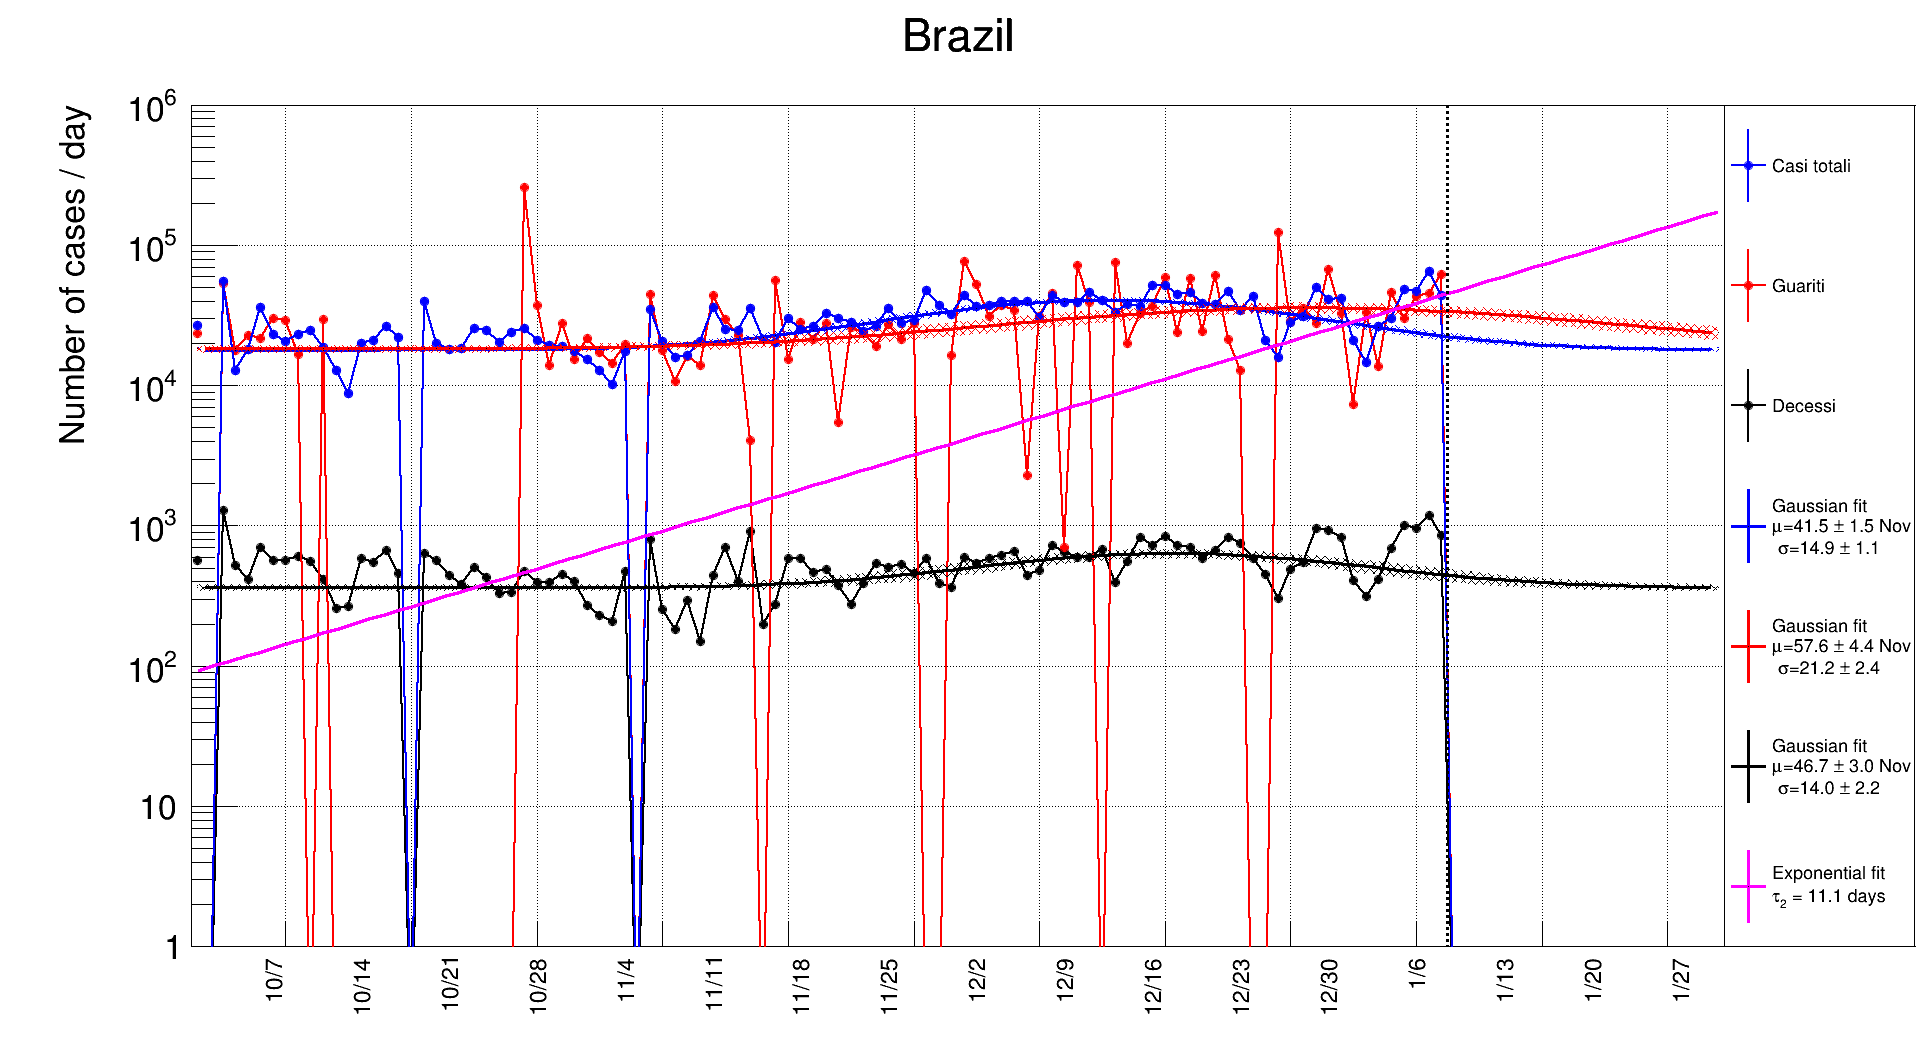 Brazil
Number of cases / day
10^6
10^5
10^4
10^3
10^2
10
1
10/7
10/14
10/21
10/28
11/4
11/11
11/18
11/25
12/2
12/9
12/16
12/23
12/30
1/6
1/13
1/20
1/27
Casi totali
Guariti
Decessi
Gaussian fit
μ=41.5 ± 1.5 Nov
σ=14.9 ± 1.1
Gaussian fit
μ=57.6 ± 4.4 Nov
σ=21.2 ± 2.4
Gaussian fit
μ=46.7 ± 3.0 Nov
σ=14.0 ± 2.2
Exponential fit
τ₂ = 11.1 days